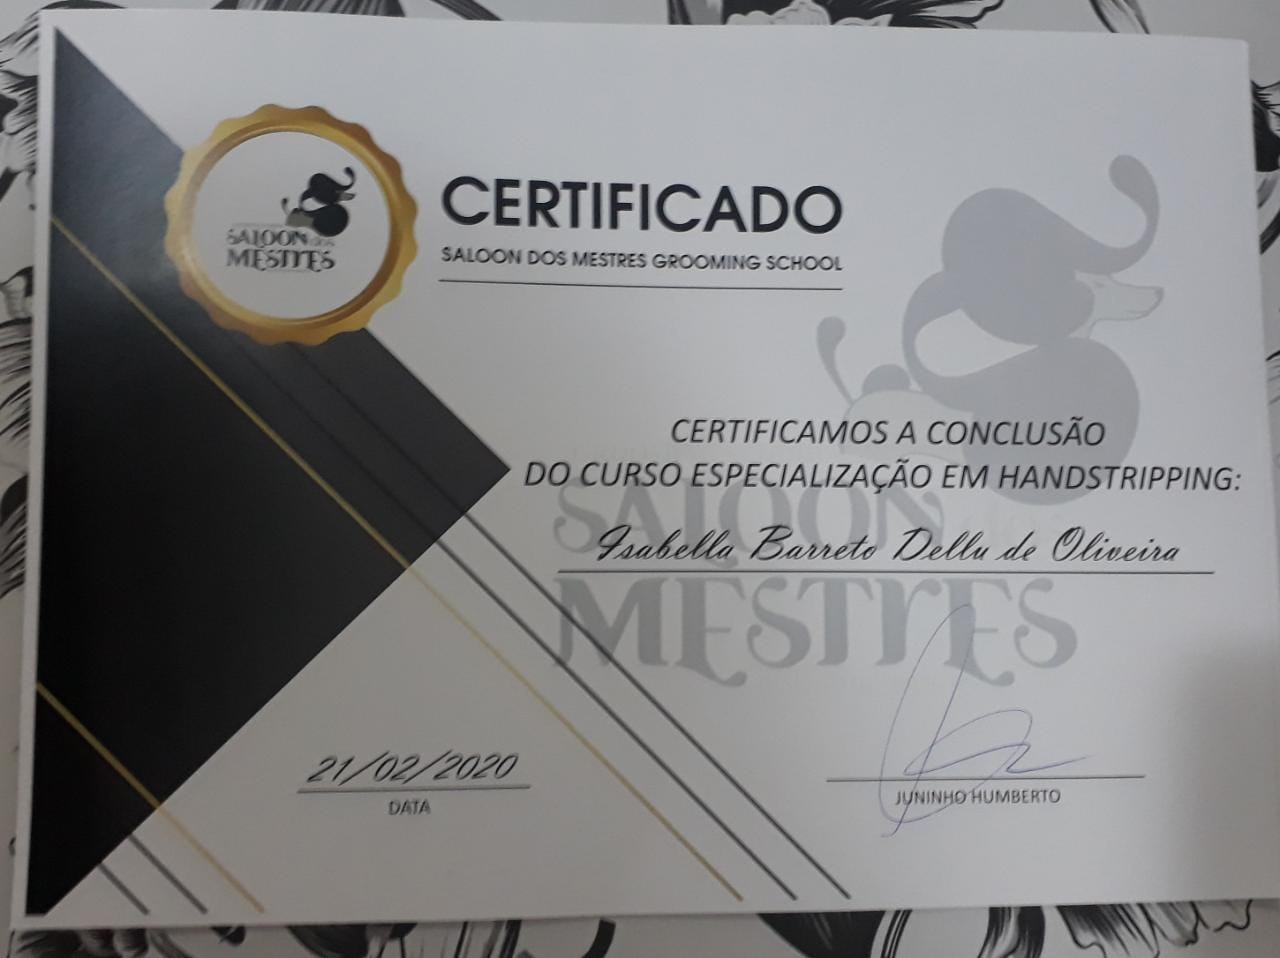 SALOON dos
MESTRES
CERTIFICADO
SALOON DOS MESTRES GROOMING SCHOOL
CERTIFICAMOS A CONCLUSÃO
DO CURSO ESPECIALIZAÇÃO EM HANDSTRIPPING:
SALOON dos
Isabella Barreto Dellu de Oliveira
MESTRES
21/02/2020
DATA
JUNINHO HUMBERTO